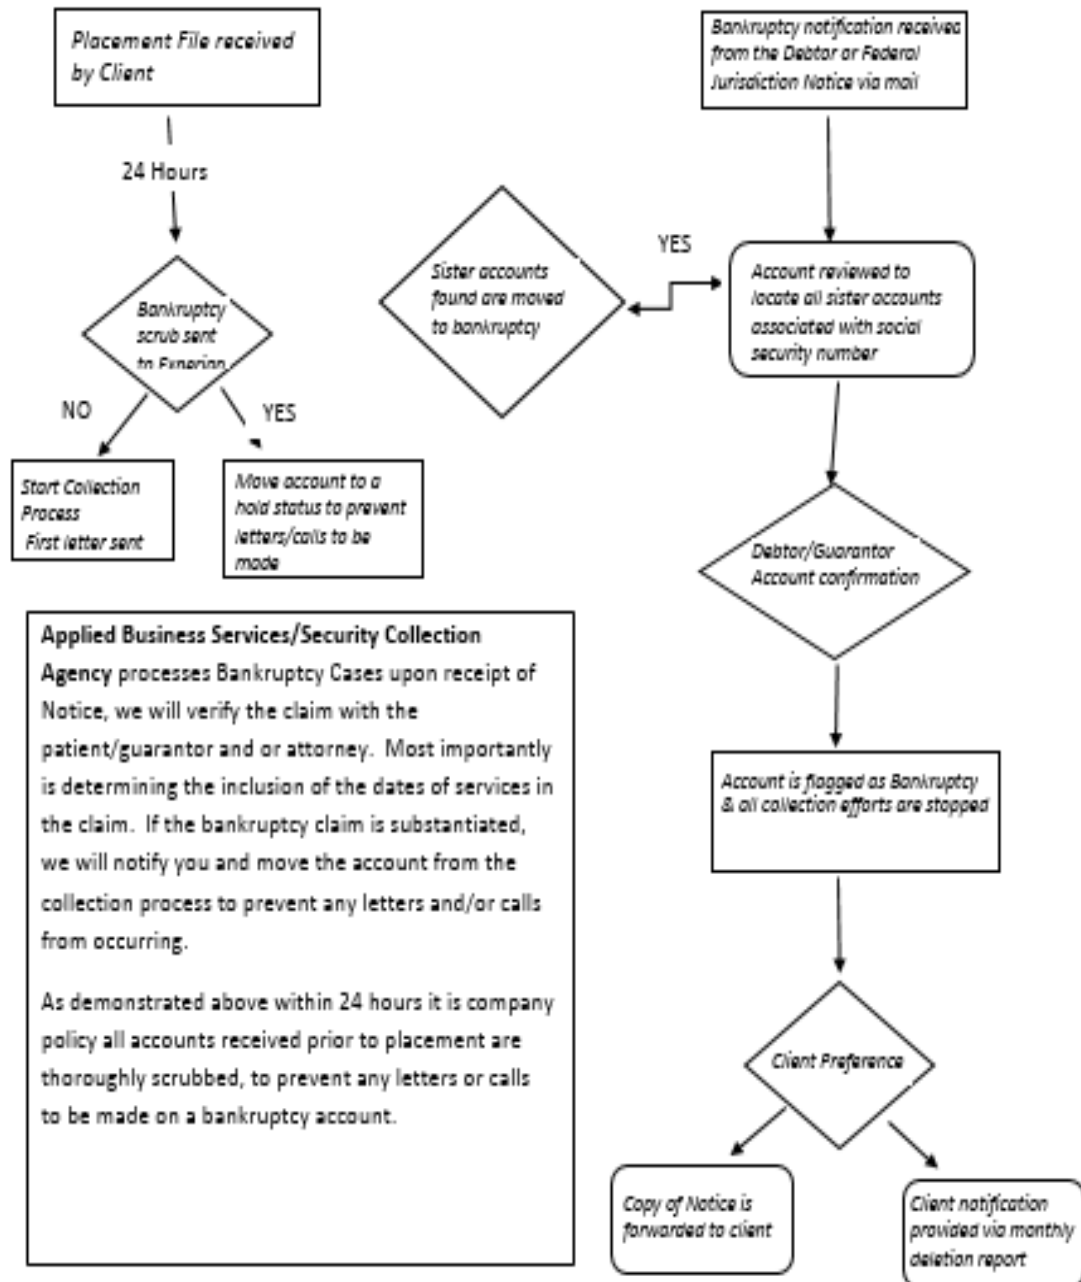 Placement File received
by Client
24 Hours
Bankruptcy
scrub sent
to Experian
NO
YES
Start Collection
Process
First letter sent
Move account to a
hold status to prevent
letters/calls to be
made
Bankruptcy notification received
from the Debtor or Federal
Jurisdiction Notice via mail
YES
Sister accounts
found are moved
to bankruptcy
Account reviewed to
locate all sister accounts
associated with social
security number
Debtor/Guarantor
Account confirmation
Account is flagged as Bankruptcy
& all collection efforts are stopped
Client Preference
Copy of Notice is
forwarded to client
Client notification
provided via monthly
deletion report
Applied Business Services/Security Collection
Agency processes Bankruptcy Cases upon receipt of
Notice, we will verify the claim with the
patient/guarantor and or attorney. Most importantly
is determining the inclusion of the dates of services in
the claim. If the bankruptcy claim is substantiated,
we will notify you and move the account from the
collection process to prevent any letters and/or calls
from occurring.
As demonstrated above within 24 hours it is company
policy all accounts received prior to placement are
thoroughly scrubbed, to prevent any letters or calls
to be made on a bankruptcy account.